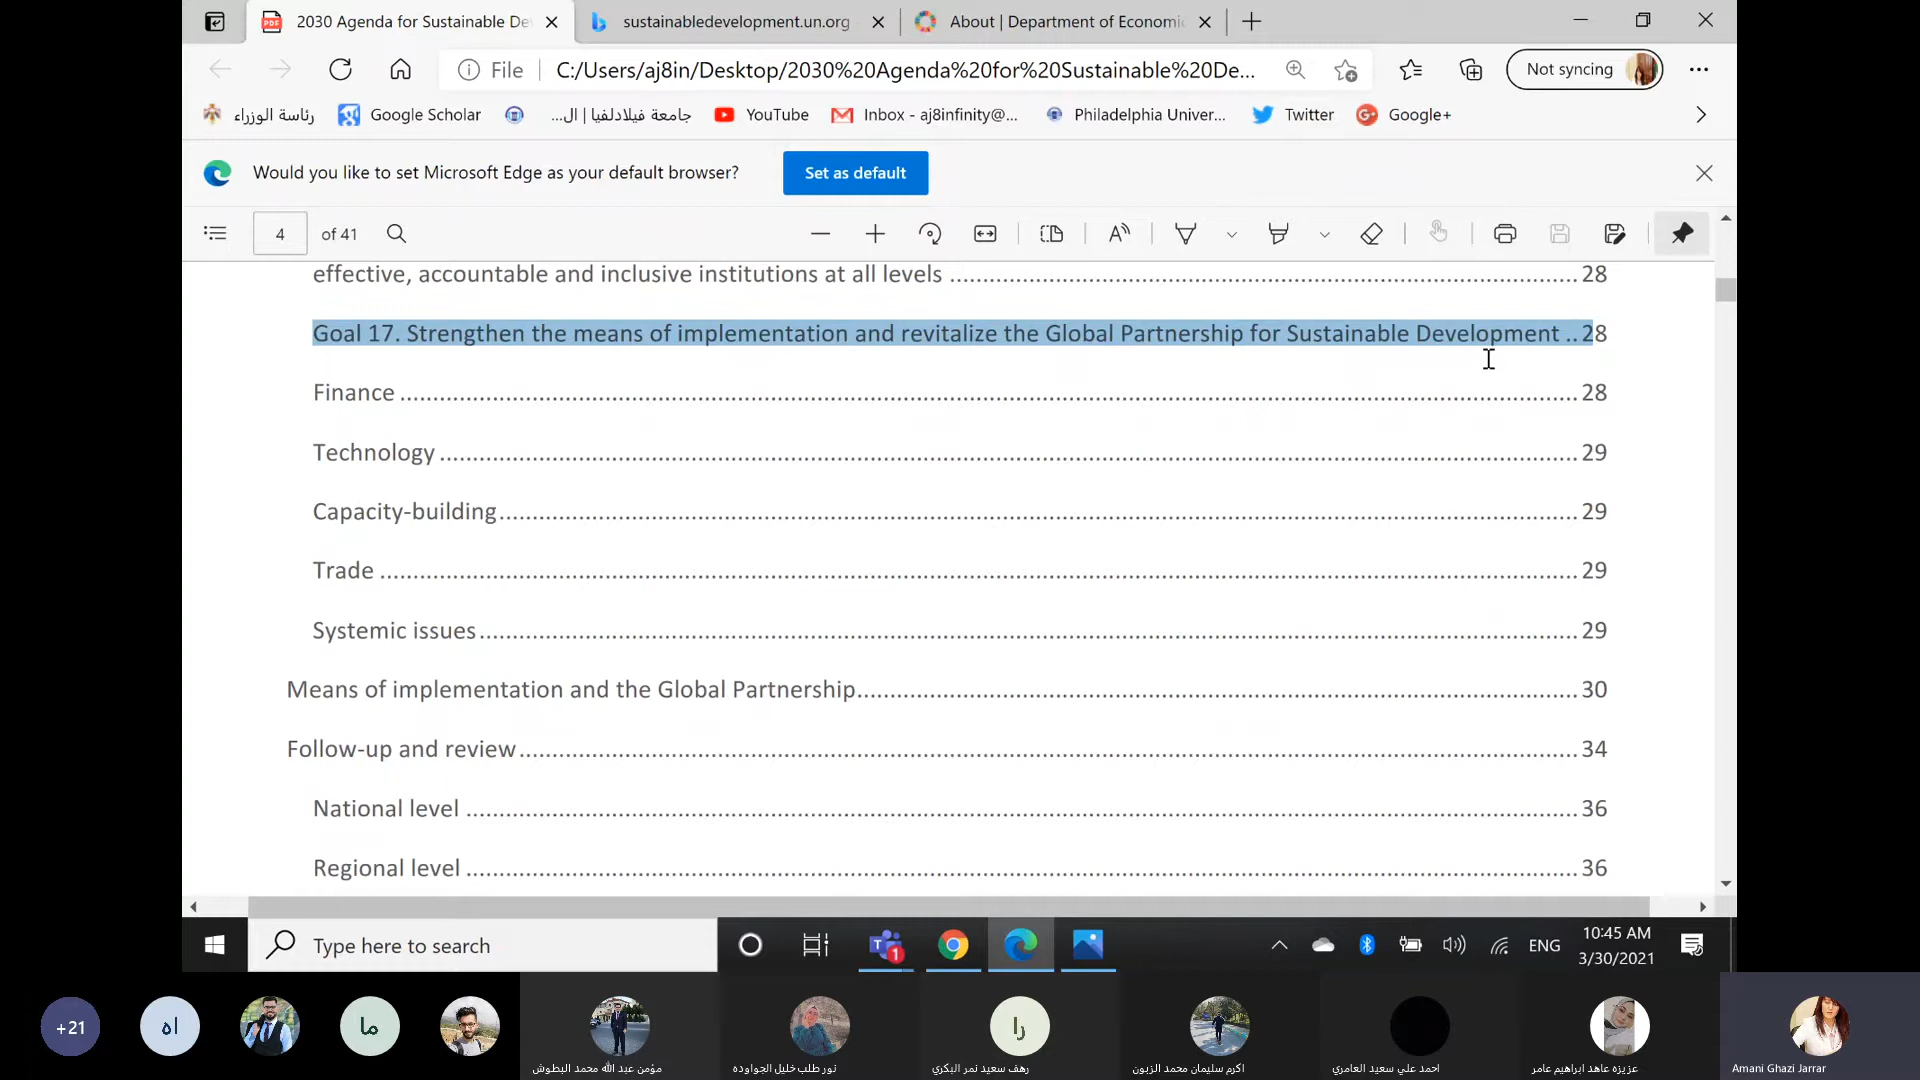 2030 Agenda for Sustainable De
sustainabledevelopment.un.org
About | Department of Economic
File
C:/Users/aj8in/Desktop/2030%20Agenda%20for%20Sustainable%20De...
Not syncing
رئاسة الوزراء
Google Scholar
جامعة فيلادلفيا | ال...
YouTube
Inbox - aj8infinity@...
Philadelphia Univer...
Twitter
Google+
Would you like to set Microsoft Edge as your default browser?
Set as default
4 of 41
effective, accountable and inclusive institutions at all levels 28
Goal 17. Strengthen the means of implementation and revitalize the Global Partnership for Sustainable Development .. 28
Finance 28
Technology 29
Capacity-building 29
Trade 29
Systemic issues 29
Means of implementation and the Global Partnership 30
Follow-up and review 34
National level 36
Regional level 36
Type here to search
1
ENG
10:45 AM
3/30/2021
+21
اه
ما
را
مؤمن عبد الله محمد البطوش
نور طلب خليل الجواوده
رهف سعيد نمر البكري
اكرم سليمان محمد الزبون
احمد علي سعيد العامري
عزيزه عاهد ابراهيم عامر
Amani Ghazi Jarrar